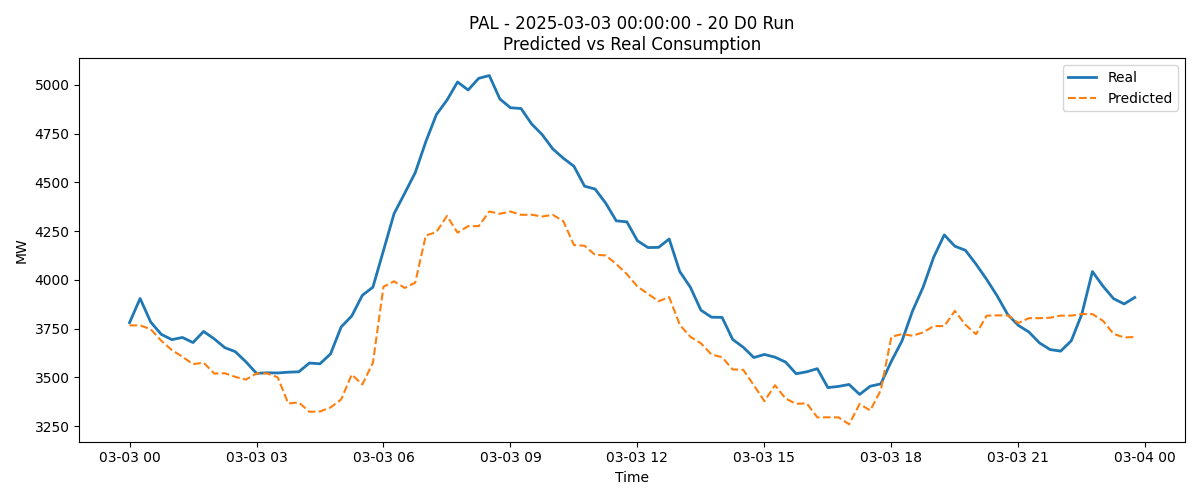 PAL - 2025-03-03 00:00:00 - 20 D0 Run
Predicted vs Real Consumption
Real
Predicted
MW
5000
4750
4500
4250
4000
3750
3500
3250
03-03 00
03-03 03
03-03 06
03-03 09
03-03 12
03-03 15
03-03 18
03-03 21
03-04 00
Time